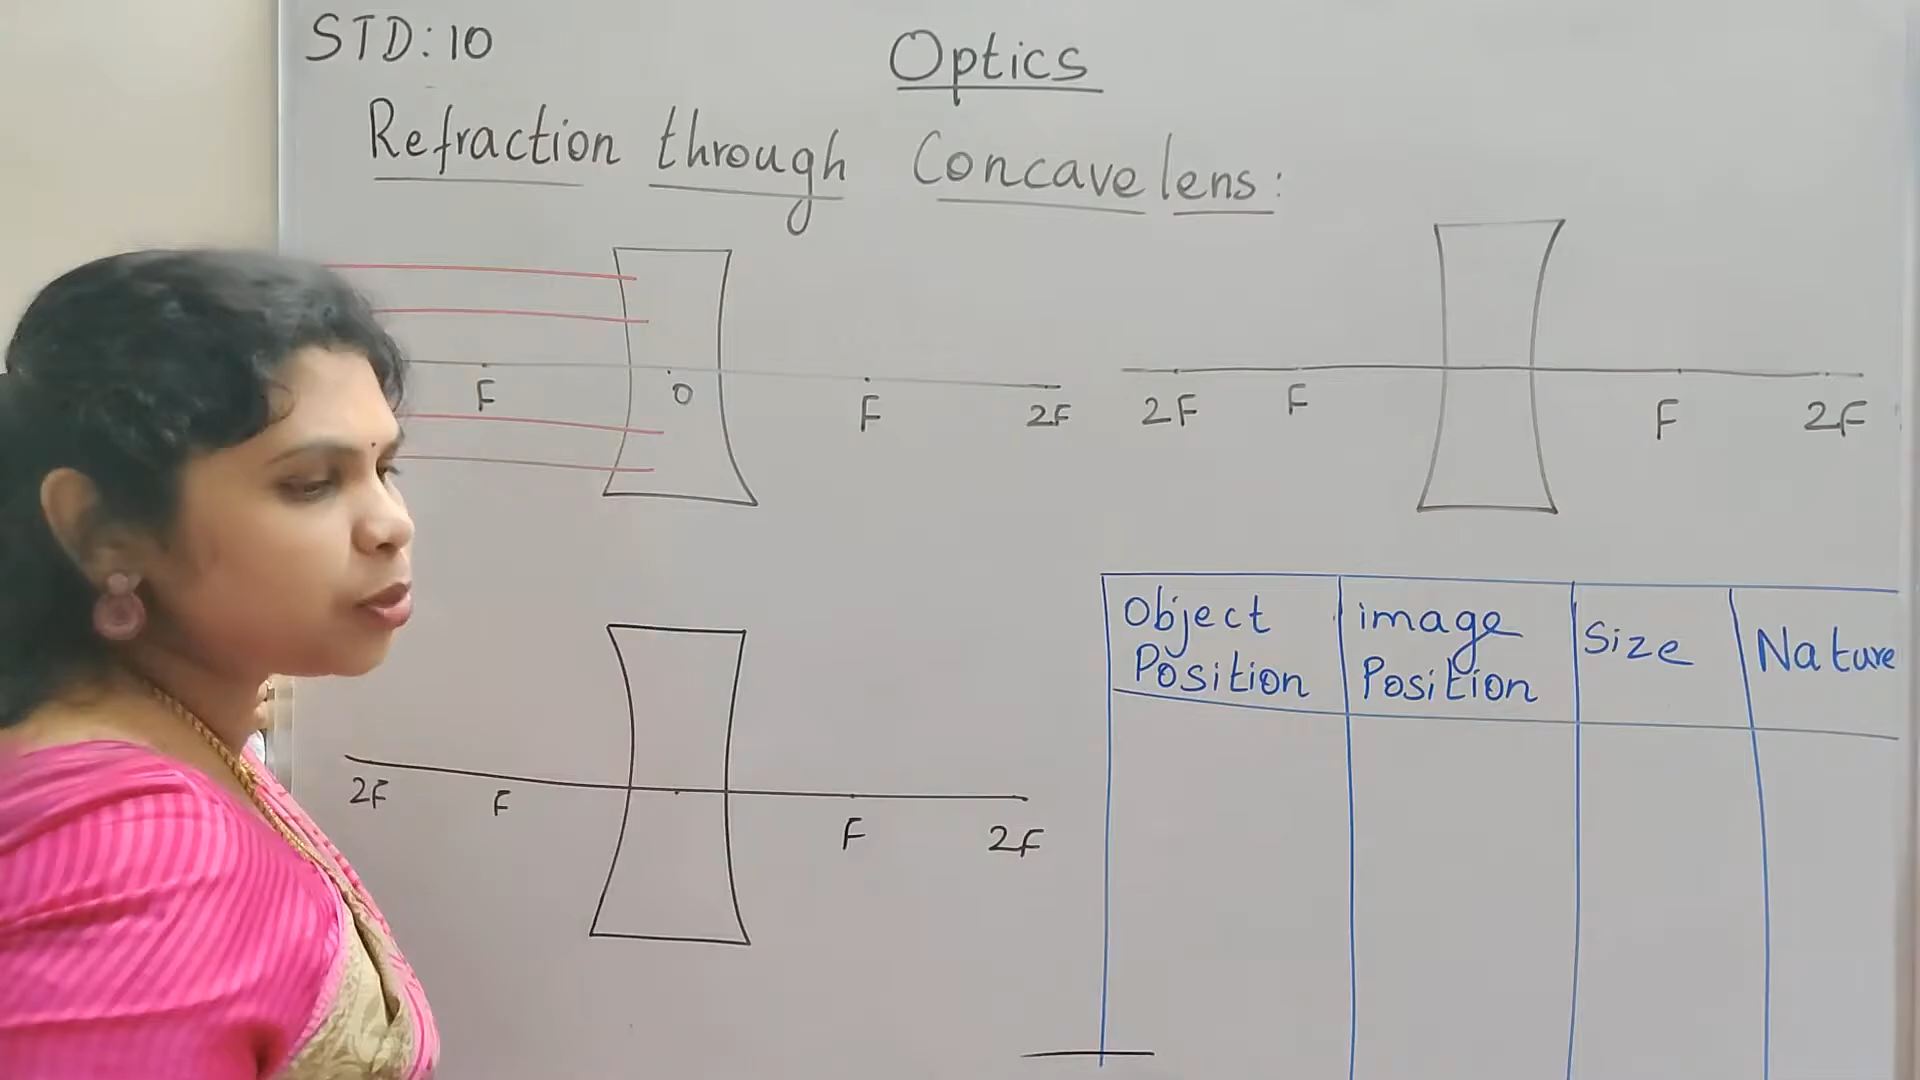 STD: 10
Optics
Refraction through Concave lens:
F
O
F
2F
2F
F
F
2F
2F
F
F
2F
Object Position
image Position
Size
Nature